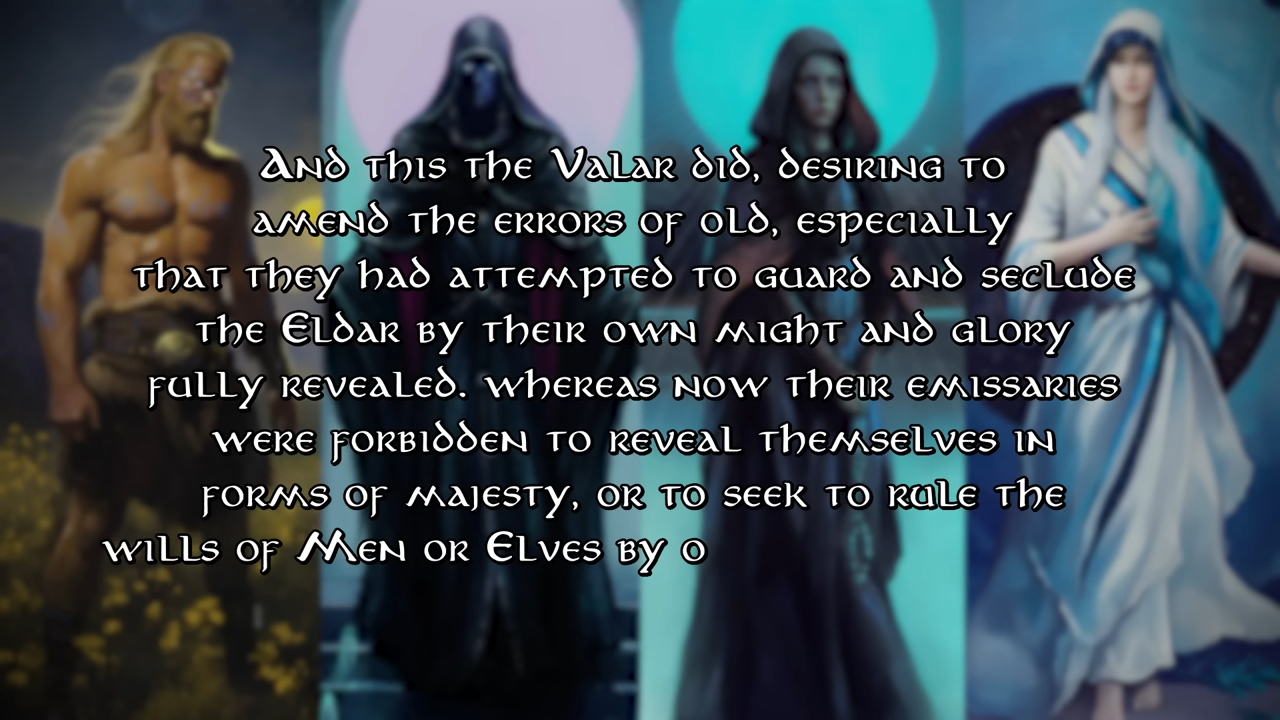 And this the Valar did, desiring to
amend the errors of old, especially
that they had attempted to guard and seclude
the Eldar by their own might and glory
fully revealed. whereas now their emissaries
were forbidden to reveal themselves in
forms of majesty, or to seek to rule the
wills of Men or Elves by o